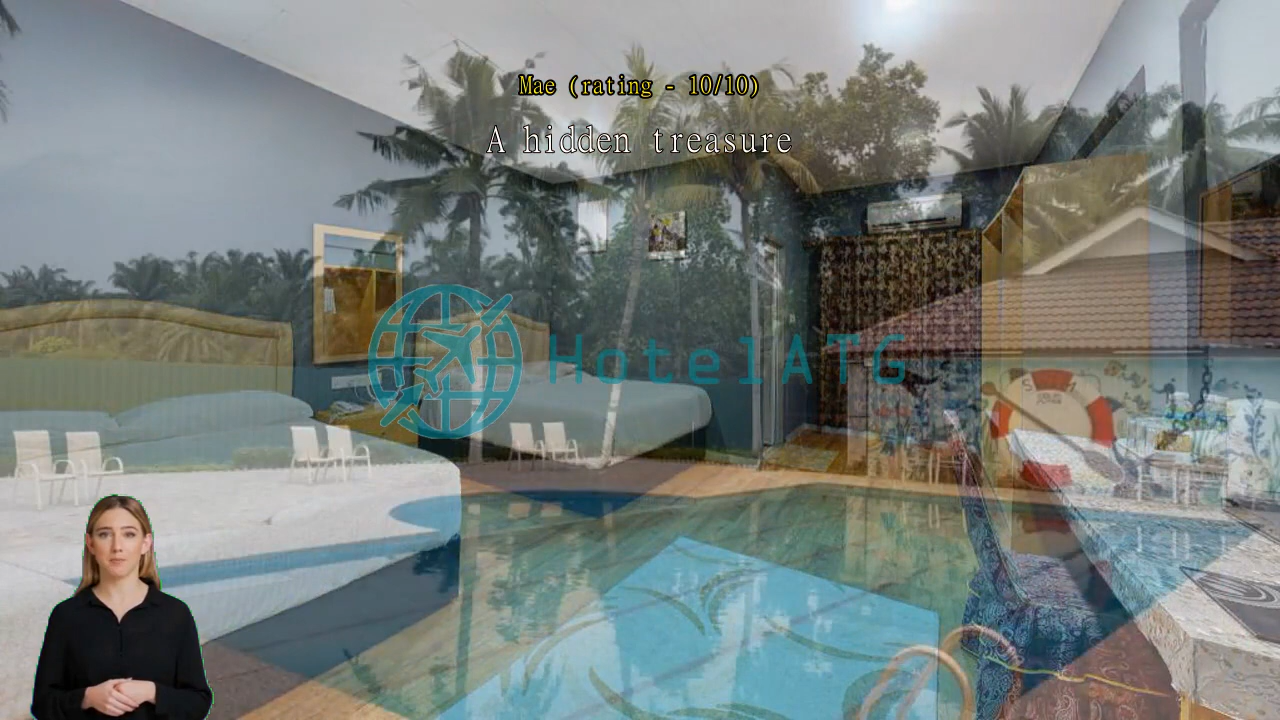 Mae (rating - 10/10)
A hidden treasure
HotelATG